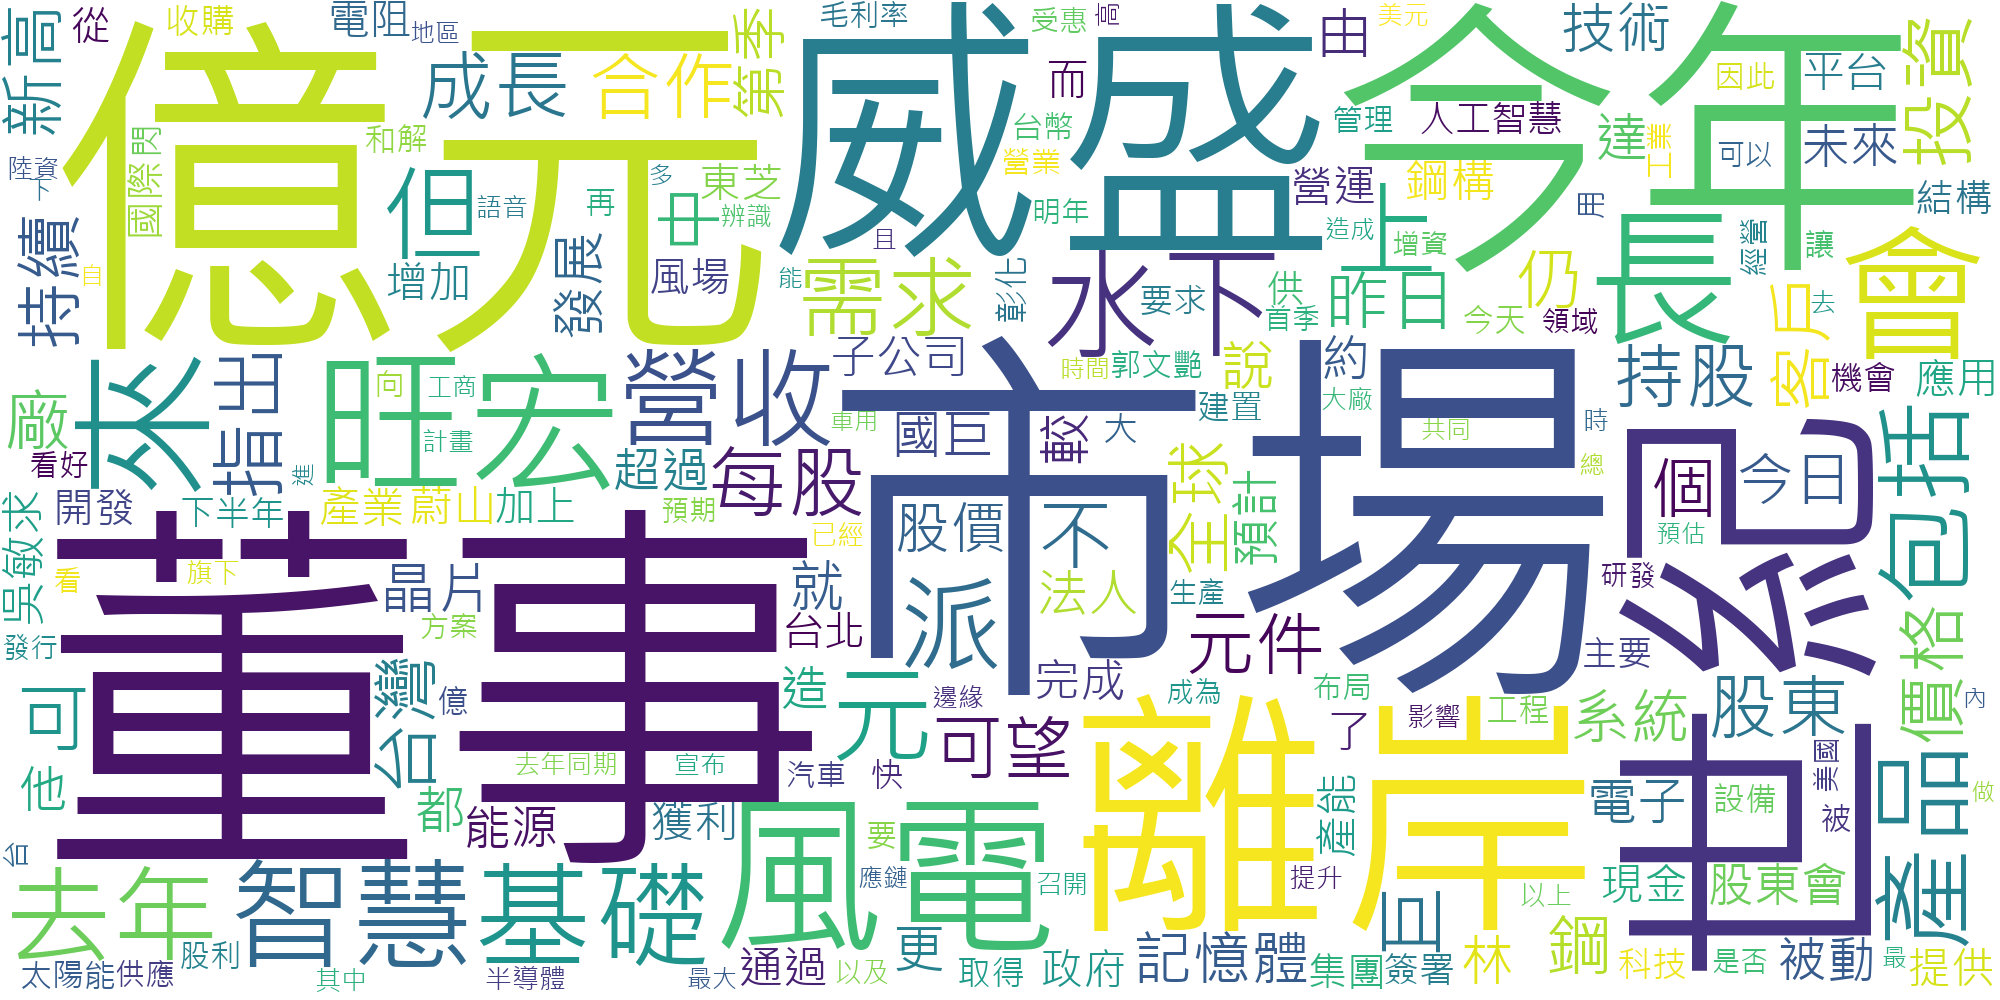 億元
威盛
今年
市場
董事
離岸
公司
中
風電
旺宏
來
長
會
水下
上
智慧
基礎
去年
營收
需求
派
元
不
但
產品
包括
價格
可望
元件
每股
指出
持續
新高
成長
合作
第季
投資
技術
平台
未來
達
由
而
從
收購
電阻
地區
毛利率
受惠
高
美元
因此
可以
工業
結構
用
經營
讓
人工智慧
管理
台幣
營業
鋼構
營運
造成
增資
明年
且
仍
今天
領域
昨日
供
首季
要求
彰化
能
風場
發展
增加
語音
再
多
東芝
辨識
和解
國際
閃
陸資
下
白
廠
看好
向
工商
計畫
進
開發
下半年
產業
蔚山
加上
超過
預期
已經
子公司
國巨
較
大
車用
時間
郭文艷
說
建置
約
大廠
共同
時
總
持股
客戶
去
機會
應用
個
今日
預估
研發
全球
預計
股價
法人
生產
就
晶片
方案
台北
吳敏求
看
旗下
發行
台灣
億
可
他
造
完成
邊緣
成為
布局
主要
系統
股東
內
影響
了
工程
去年同期
宣布
汽車
快
都
能源
獲利
要
應鏈
召開
提升
產能
電子
設備
美國
被
做
台
股利
太陽能
供應
其中
半導體
最大
通過
以及
更
取得
政府
記憶體
集團
簽署
巨
林
鋼
以上
現金
股東會
科技
是否
被動
最
提供